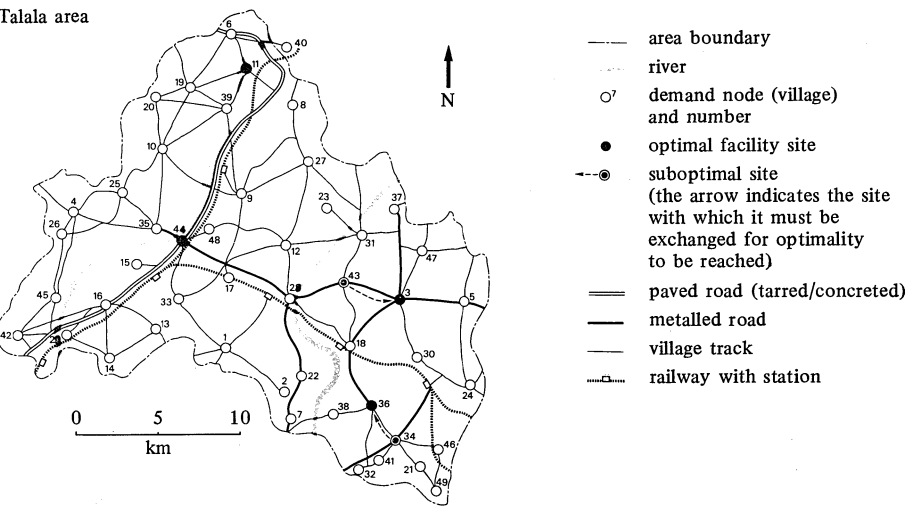 Talala area
6
40
11
19
20
39
8
N
10
27
25
9
23
37
4
26
35
44
48
12
31
47
15
43
17
3
5
45
16
33
13
42
1
18
30
14
22
24
2
36
38
7
34
46
41
21
32
49
0 5 10
km
area boundary
river
7 demand node (village)
and number
optimal facility site
suboptimal site
(the arrow indicates the site
with which it must be
exchanged for optimality
to be reached)
paved road (tarred/concreted)
metalled road
village track
railway with station